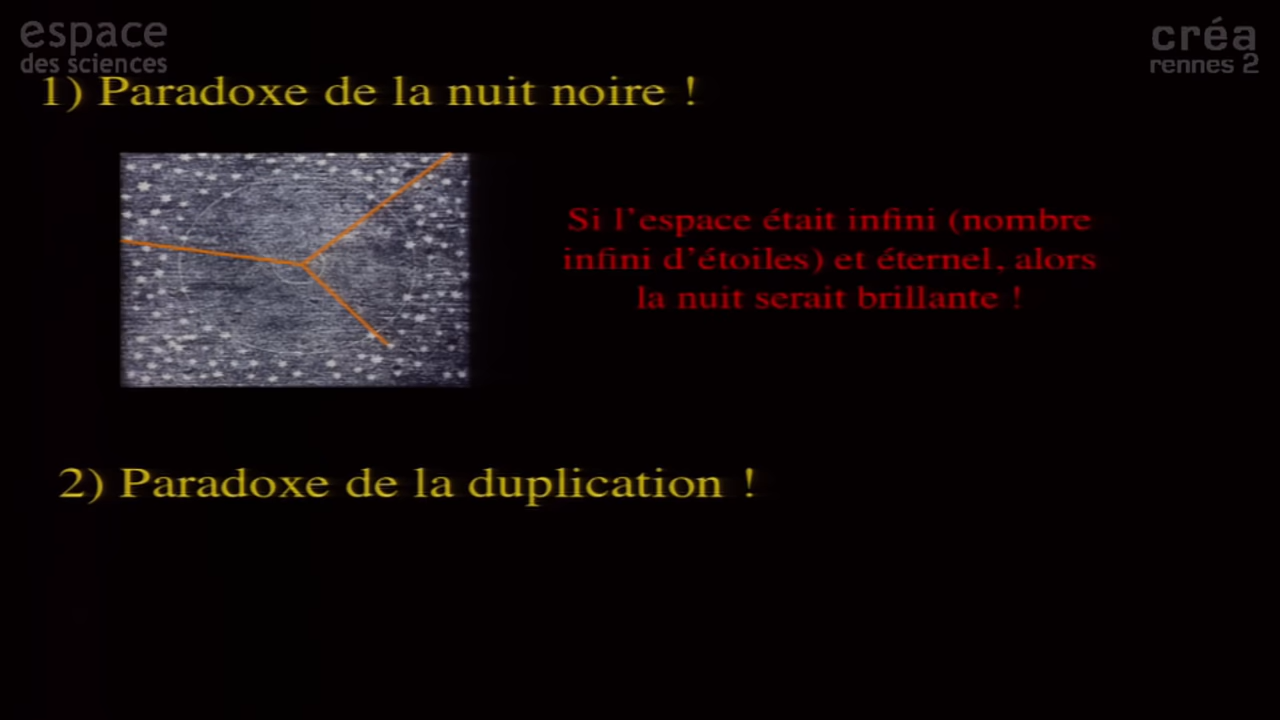 espace
des sciences
créa
rennes 2
1) Paradoxe de la nuit noire !
Si l'espace était infini (nombre
infini d'étoiles) et éternel, alors
la nuit serait brillante !
2) Paradoxe de la duplication !